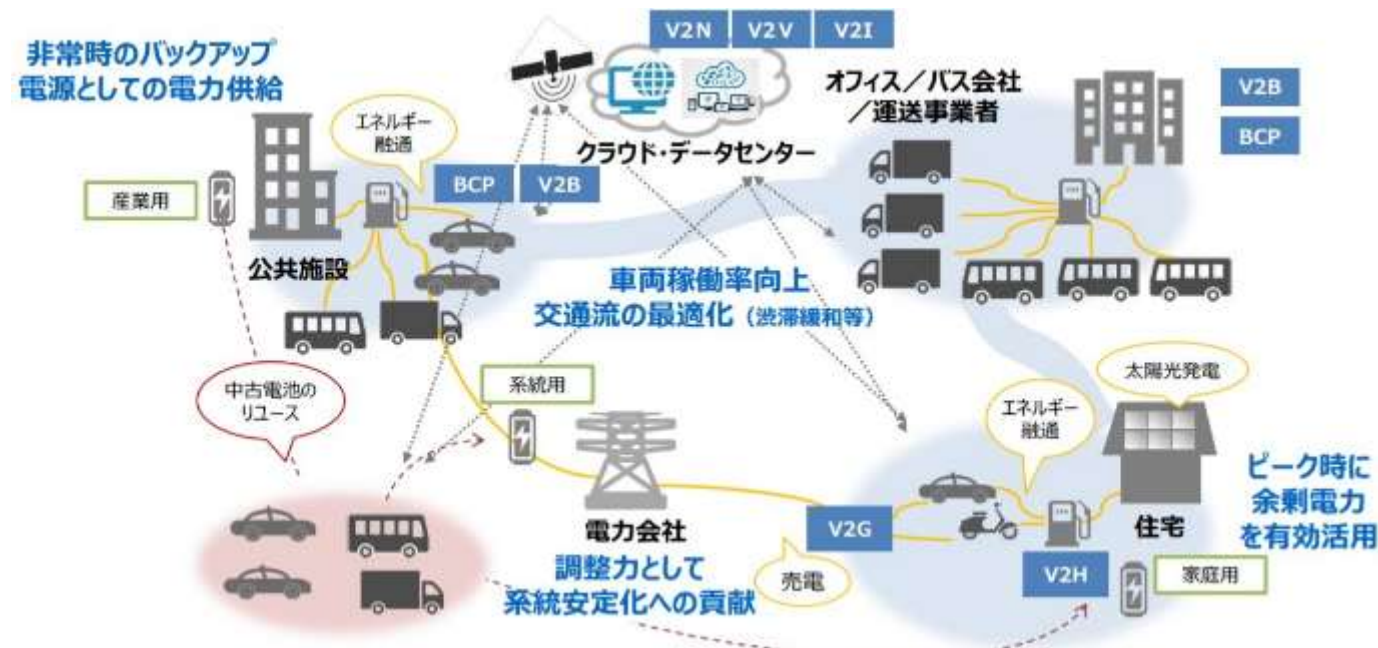 V2N
V2V
V2I
非常時のバックアップ
電源としての電力供給
エネルギー
融通
BCP
V2B
産業用
公共施設
クラウド・データセンター
オフィス／バス会社
／運送事業者
V2B
BCP
車両稼働率向上
交通流の最適化（渋滞緩和等）
中古電池の
リユース
系統用
電力会社
調整力として
系統安定化への貢献
V2G
売電
エネルギー
融通
太陽光発電
住宅
V2H
家庭用
ピーク時に
余剰電力
を有効活用